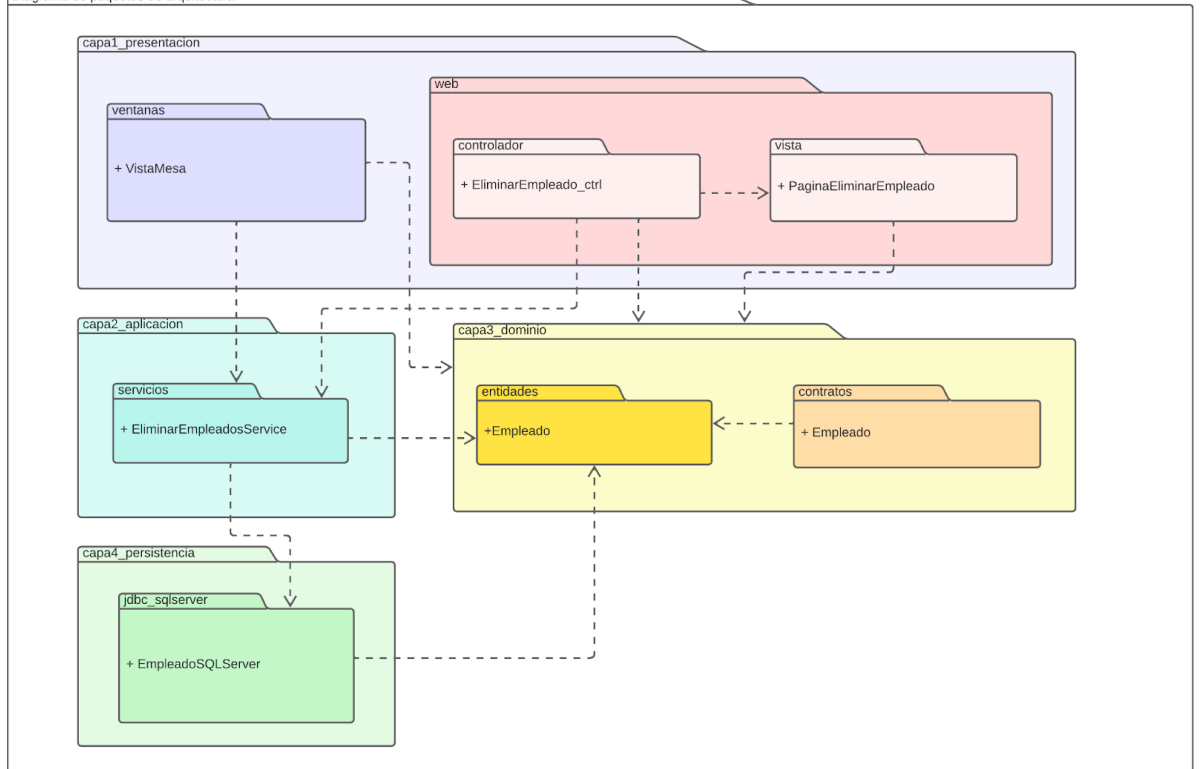 capa1_presentacion
web
ventanas
+ VistaMesa
controlador
+ EliminarEmpleado_ctrl
vista
+ PaginaEliminarEmpleado
capa2_aplicacion
servicios
+ EliminarEmpleadosService
capa3_dominio
entidades
+Empleado
contratos
+ Empleado
capa4_persistencia
jdbc_sqlserver
+ EmpleadoSQLServer